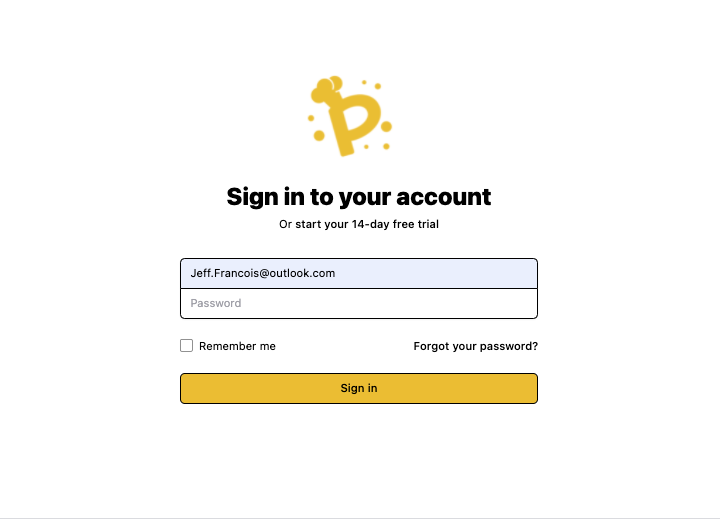 Sign in to your account
Or start your 14-day free trial
Jeff.Francois@outlook.com
Password
Remember me
Forgot your password?
Sign in